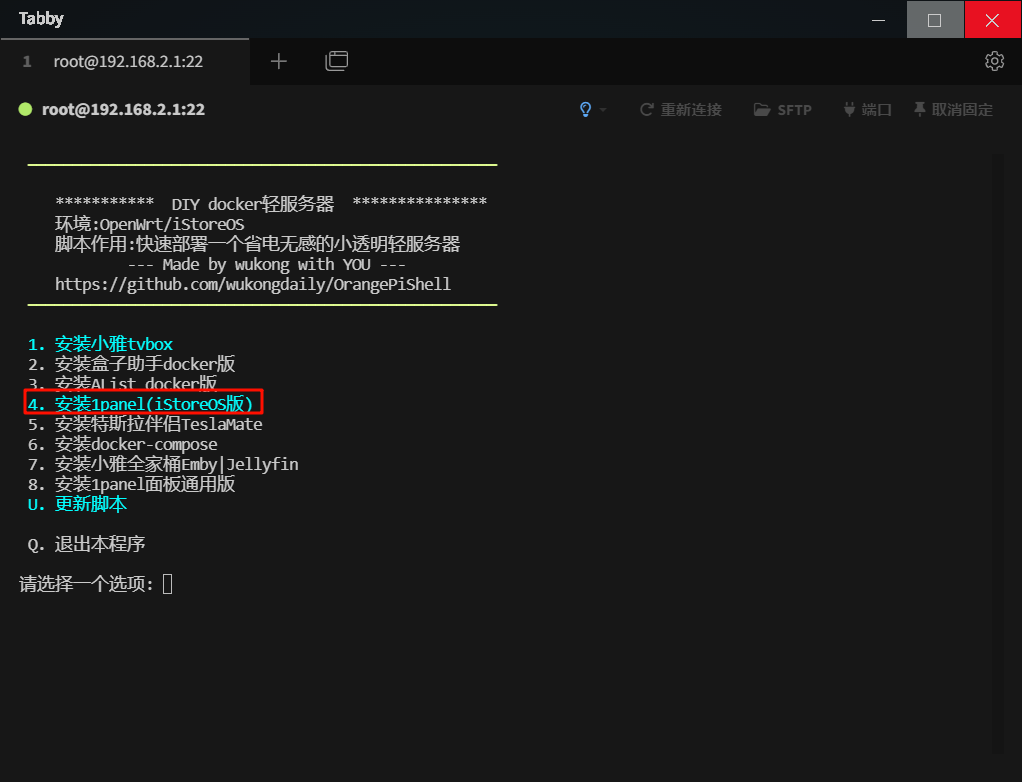 Tabby
1 root@192.168.2.1:22
root@192.168.2.1:22 重新连接 SFTP 端口 取消固定
*********** DIY docker轻服务器 ***************
环境:OpenWrt/iStoreOS
脚本作用:快速部署一个省电无感的小透明轻服务器
--- Made by wukong with YOU ---
https://github.com/wukongdaily/OrangePiShell
1. 安装小雅tvbox
2. 安装盒子助手docker版
3. 安装AList docker版
4. 安装1panel(iStoreOS版)
5. 安装特斯拉伴侣TeslaMate
6. 安装docker-compose
7. 安装小雅全家桶Emby|Jellyfin
8. 安装1panel面板通用版
U. 更新脚本
Q. 退出本程序
请选择一个选项: